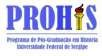 PROHIS
Programa de Pós-Graduação em História
Universidade Federal de Sergipe